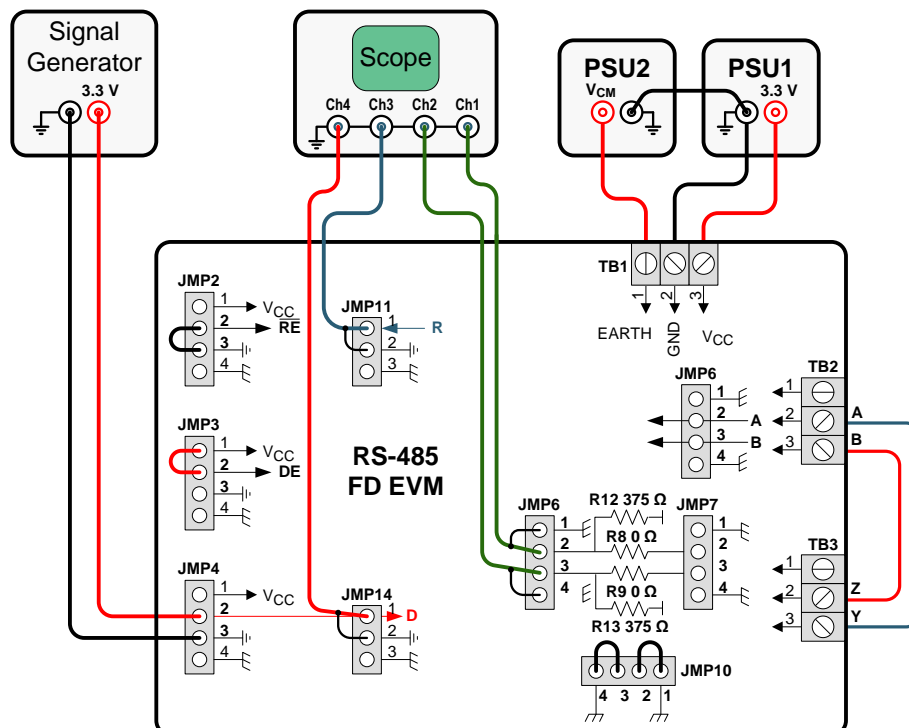 Signal
Generator
3.3 V
Scope
Ch4 Ch3 Ch2 Ch1
PSU2
VCM
PSU1
3.3 V
TB1
1 2 3
EARTH
GND
VCC
JMP2
1 VCC
2 RE
3
4
JMP11
1 R
2
3
JMP3
1 VCC
2 DE
3
4
RS-485
FD EVM
JMP6
1
2 A
3 B
4
TB2
1
2 A
3 B
JMP6
1
2
3
4
R12 375 Ω
R8 0 Ω
R9 0 Ω
R13 375 Ω
JMP7
1
2
3
4
TB3
1
2 Z
3 Y
JMP4
1 VCC
2
3
4
JMP14
1 D
2
3
JMP10
4 3 2 1